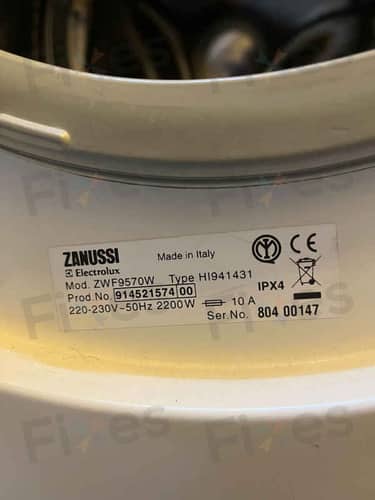 ZANUSSI Made in Italy
Electrolux
Mod. ZWF9570W Type HI941431
Prod.No. 914521574 00 IPX4
220-230V~50Hz 2200W 10 A
Ser.No. 804 00147
Fixes